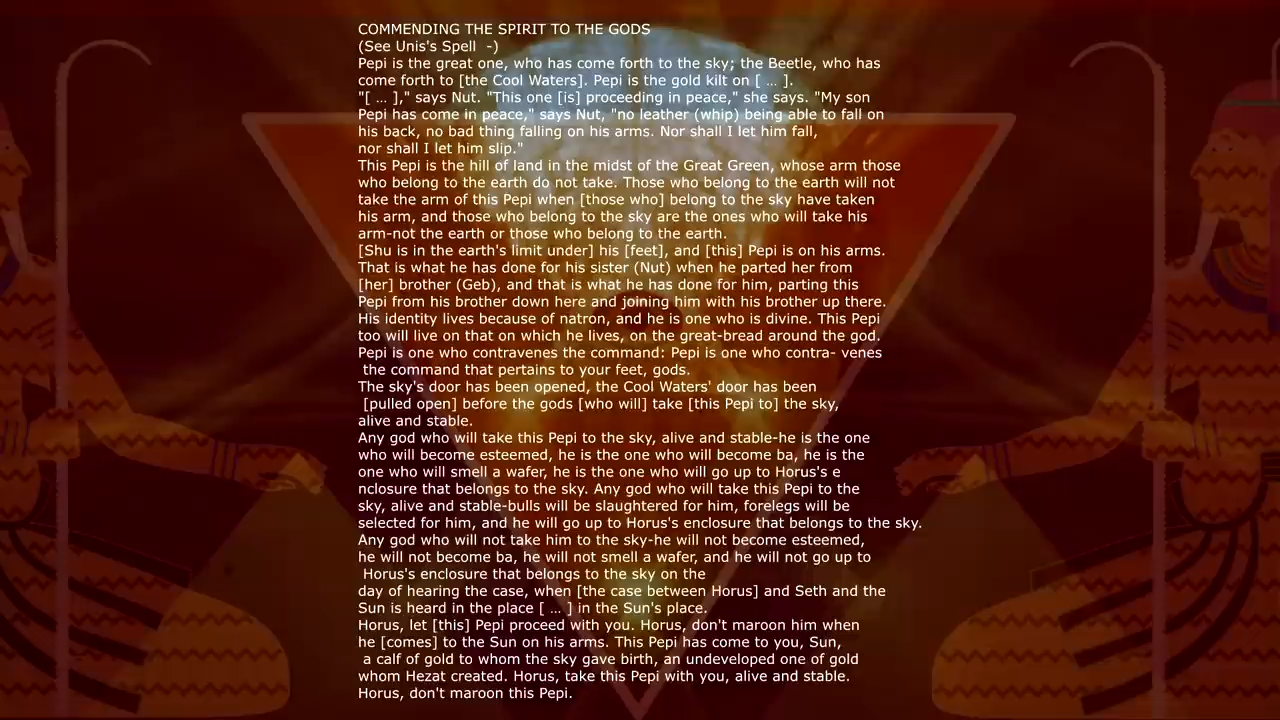 COMMENDING THE SPIRIT TO THE GODS
(See Unis's Spell  -)
Pepi is the great one, who has come forth to the sky; the Beetle, who has
come forth to [the Cool Waters]. Pepi is the gold kilt on [ ... ].
"[ ... ]," says Nut. "This one [is] proceeding in peace," she says. "My son
Pepi has come in peace," says Nut, "no leather (whip) being able to fall on
his back, no bad thing falling on his arms. Nor shall I let him fall,
nor shall I let him slip."
This Pepi is the hill of land in the midst of the Great Green, whose arm those
who belong to the earth do not take. Those who belong to the earth will not
take the arm of this Pepi when [those who] belong to the sky have taken
his arm, and those who belong to the sky are the ones who will take his
arm-not the earth or those who belong to the earth.
[Shu is in the earth's limit under] his [feet], and [this] Pepi is on his arms.
That is what he has done for his sister (Nut) when he parted her from
[her] brother (Geb), and that is what he has done for him, parting this
Pepi from his brother down here and joining him with his brother up there.
His identity lives because of natron, and he is one who is divine. This Pepi
too will live on that on which he lives, on the great-bread around the god.
Pepi is one who contravenes the command: Pepi is one who contra- venes
the command that pertains to your feet, gods.
The sky's door has been opened, the Cool Waters' door has been
[pulled open] before the gods [who will] take [this Pepi to] the sky,
alive and stable.
Any god who will take this Pepi to the sky, alive and stable-he is the one
who will become esteemed, he is the one who will become ba, he is the
one who will smell a wafer, he is the one who will go up to Horus's e
nclosure that belongs to the sky. Any god who will take this Pepi to the
sky, alive and stable-bulls will be slaughtered for him, forelegs will be
selected for him, and he will go up to Horus's enclosure that belongs to the sky.
Any god who will not take him to the sky-he will not become esteemed,
he will not become ba, he will not smell a wafer, and he will not go up to
Horus's enclosure that belongs to the sky on the
day of hearing the case, when [the case between Horus] and Seth and the
Sun is heard in the place [ ... ] in the Sun's place.
Horus, let [this] Pepi proceed with you. Horus, don't maroon him when
he [comes] to the Sun on his arms. This Pepi has come to you, Sun,
a calf of gold to whom the sky gave birth, an undeveloped one of gold
whom Hezat created. Horus, take this Pepi with you, alive and stable.
Horus, don't maroon this Pepi.